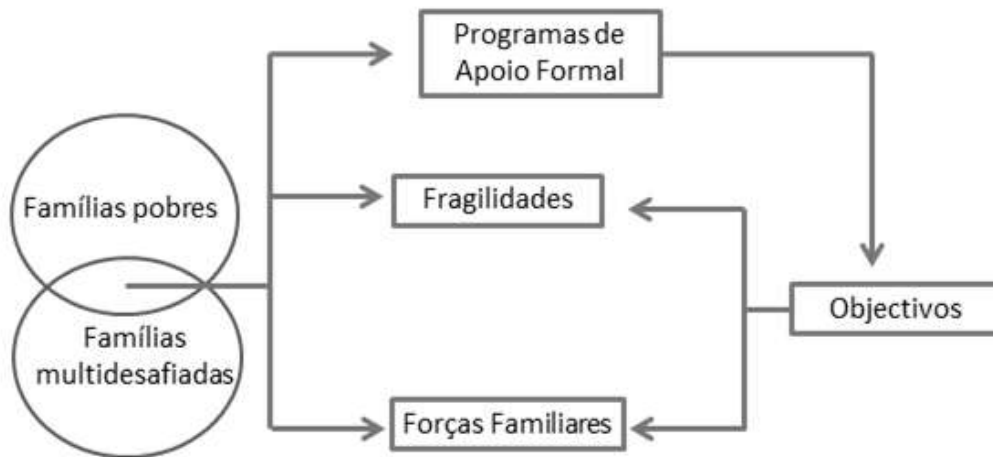 Programas de
Apoio Formal
Famílias pobres
Fragilidades
Famílias
multidesafiadas
Objectivos
Forças Familiares